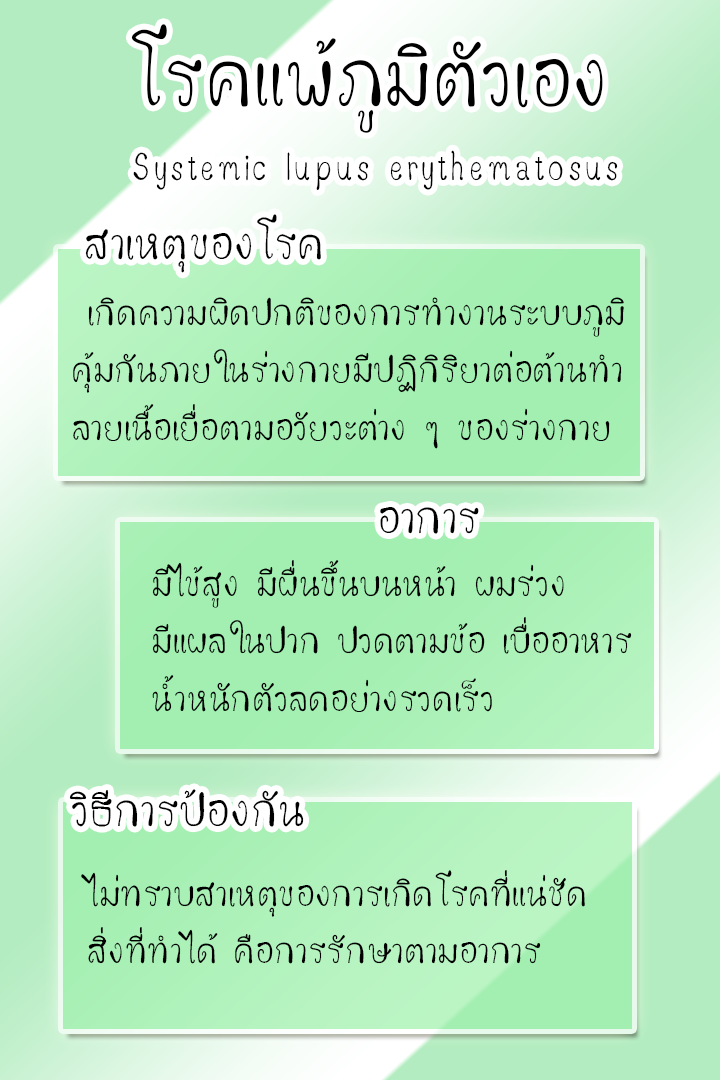 โรคแพ้ภูมิตัวเอง
Systemic lupus erythematosus
สาเหตุของโรค
เกิดความผิดปกติของการทำงานระบบภูมิ
คุ้มกันภายในร่างกายมีปฏิกิริยาต่อต้านทำ
ลายเนื้อเยื่อตามอวัยวะต่าง ๆ ของร่างกาย
อาการ
มีไข้สูง มีผื่นขึ้นบนหน้า ผมร่วง
มีแผลในปาก ปวดตามข้อ เบื่ออาหาร
น้ำหนักตัวลดอย่างรวดเร็ว
วิธีการป้องกัน
ไม่ทราบสาเหตุของการเกิดโรคที่แน่ชัด
สิ่งที่ทำได้ คือการรักษาตามอาการ